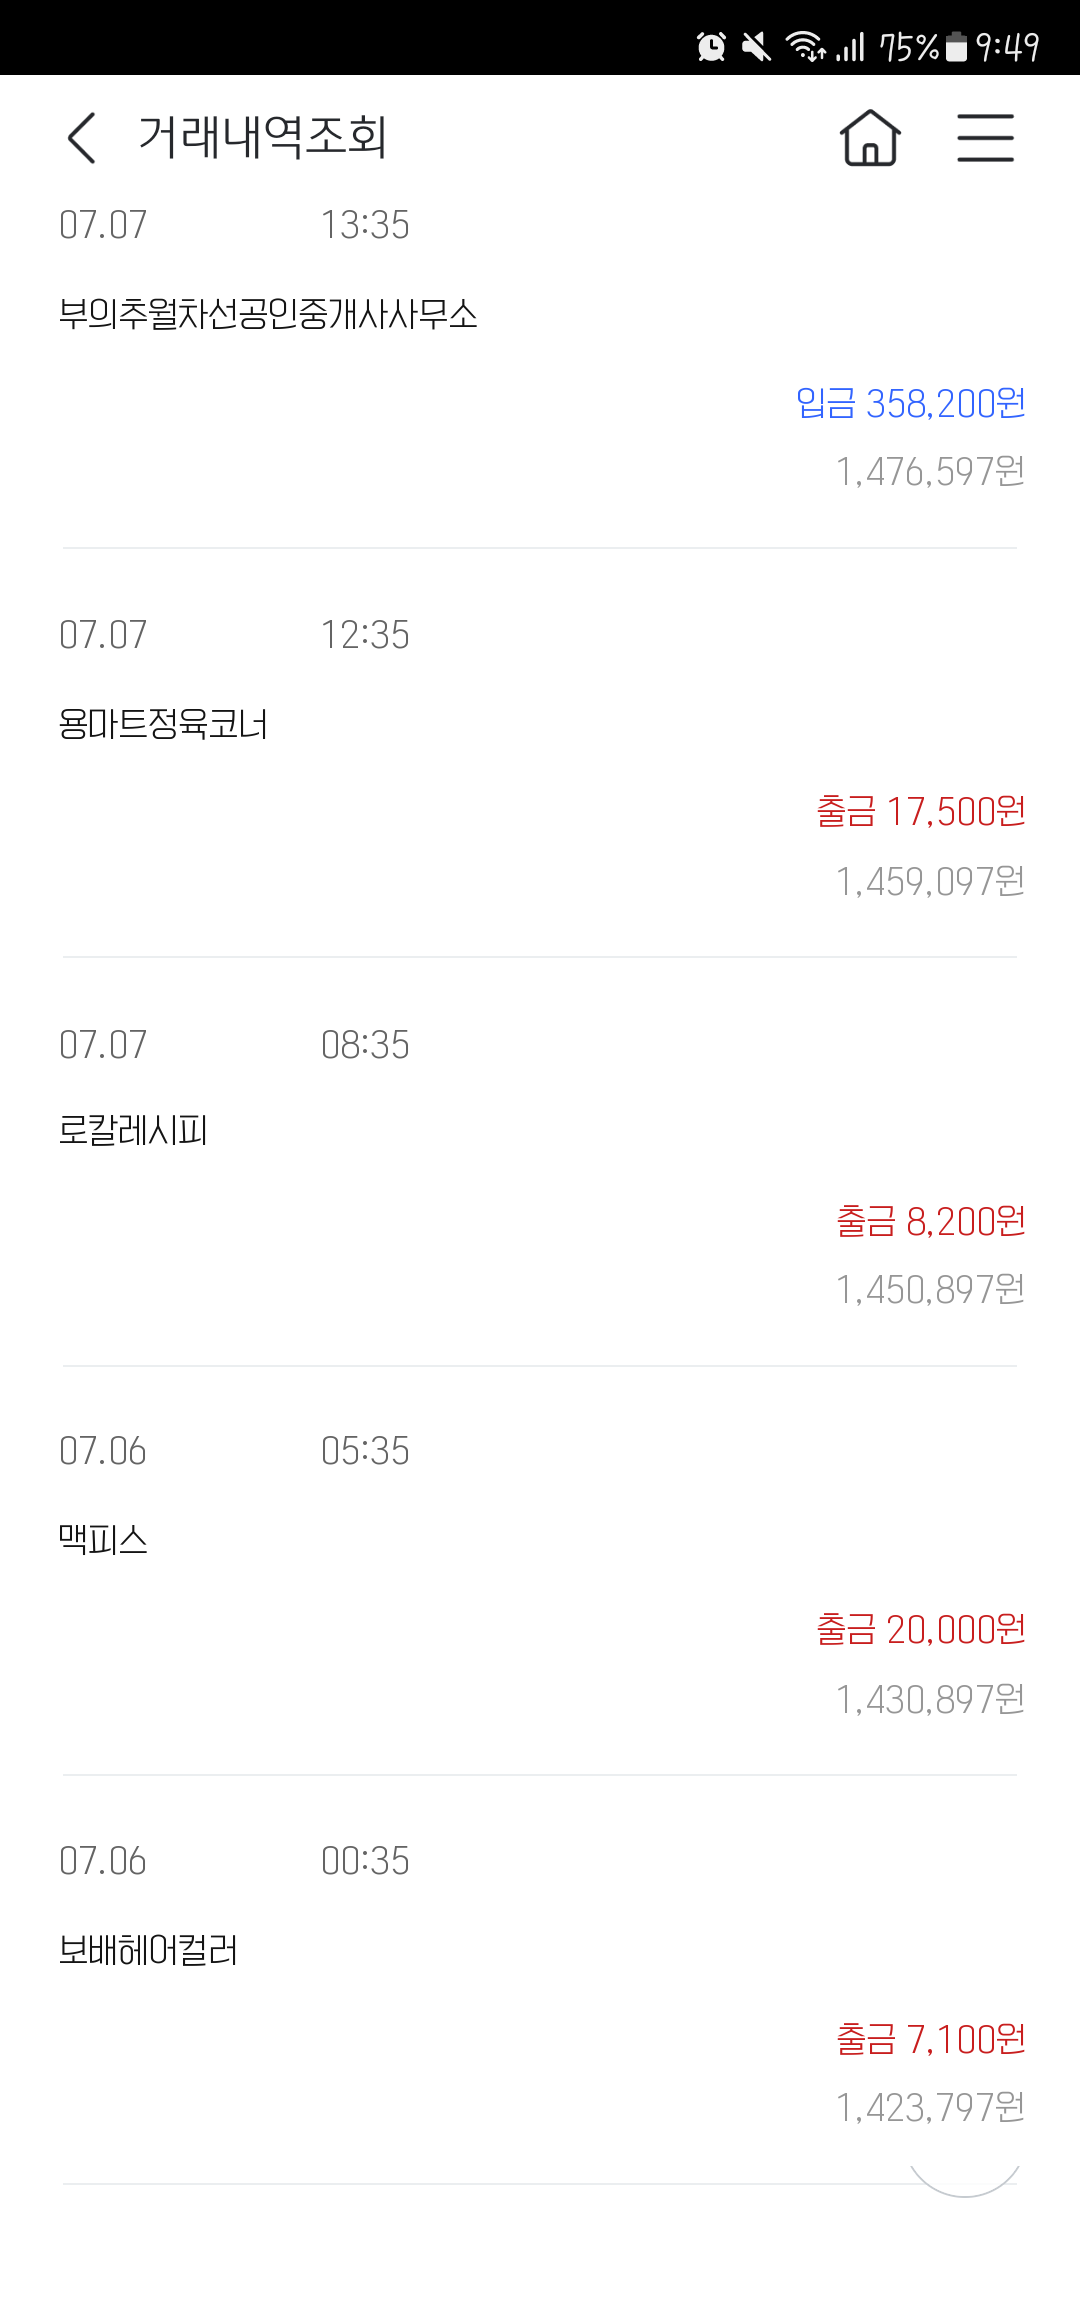 75% 9:49
거래내역조회
07.07 13:35
부의추월차선공인중개사사무소
입금 358,200원
1,476,597원
07.07 12:35
용마트정육코너
출금 17,500원
1,459,097원
07.07 08:35
로칼레시피
출금 8,200원
1,450,897원
07.06 05:35
맥피스
출금 20,000원
1,430,897원
07.06 00:35
보배헤어컬러
출금 7,100원
1,423,797원